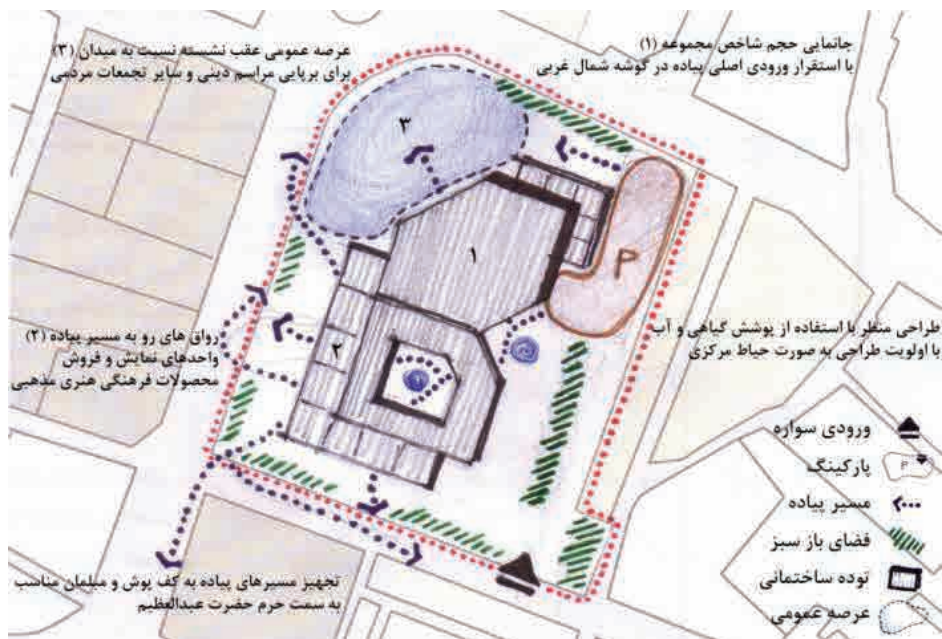 جانمایی حجم شاخص مجموعه (۱)
با استقرار ورودی اصلی پیاده در گوشه شمال غربی
عرصه عمومی عقب نشسته نسبت به میدان (۳)
برای برپایی مراسم دینی و سایر تجمعات مردمی
۳
۱
P
۲
طراحی منظر با استفاده از پوشش گیاهی و آب
با اولویت طراحی به صورت حیاط مرکزی
رواق های رو به مسیر پیاده (۲)
واحدهای نمایش و فروش
محصولات فرهنگی هنری مذهبی
ورودی سواره
پارکینگ
P
مسیر پیاده
فضای باز سبز
توده ساختمانی
عرصه عمومی
تجهیز مسیرهای پیاده به کف پوش و مبلمان مناسب
به سمت حرم حضرت عبدالعظیم